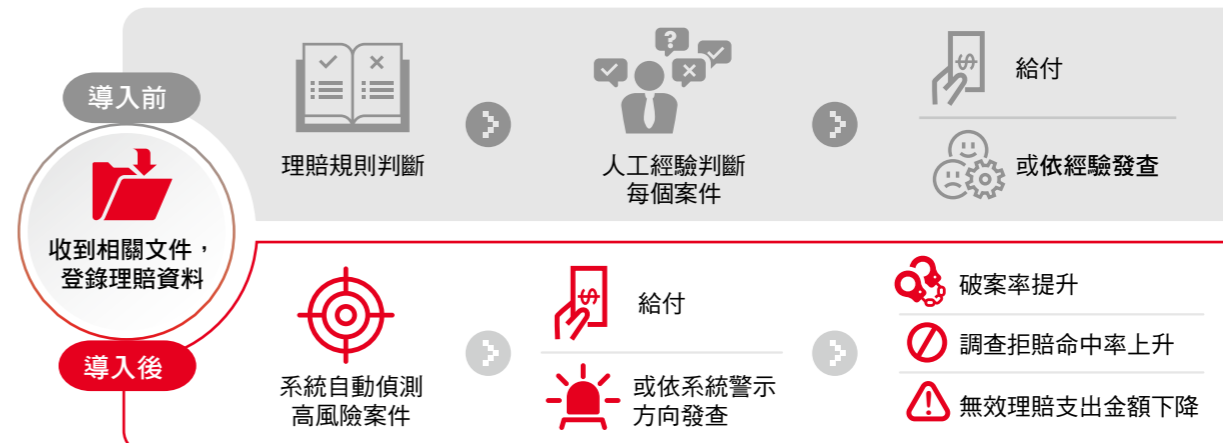 導入前
收到相關文件，
登錄理賠資料
導入後
理賠規則判斷
人工經驗判斷
每個案件
給付
或依經驗發查
系統自動偵測
高風險案件
給付
或依系統警示
方向發查
破案率提升
調查拒賠命中率上升
無效理賠支出金額下降